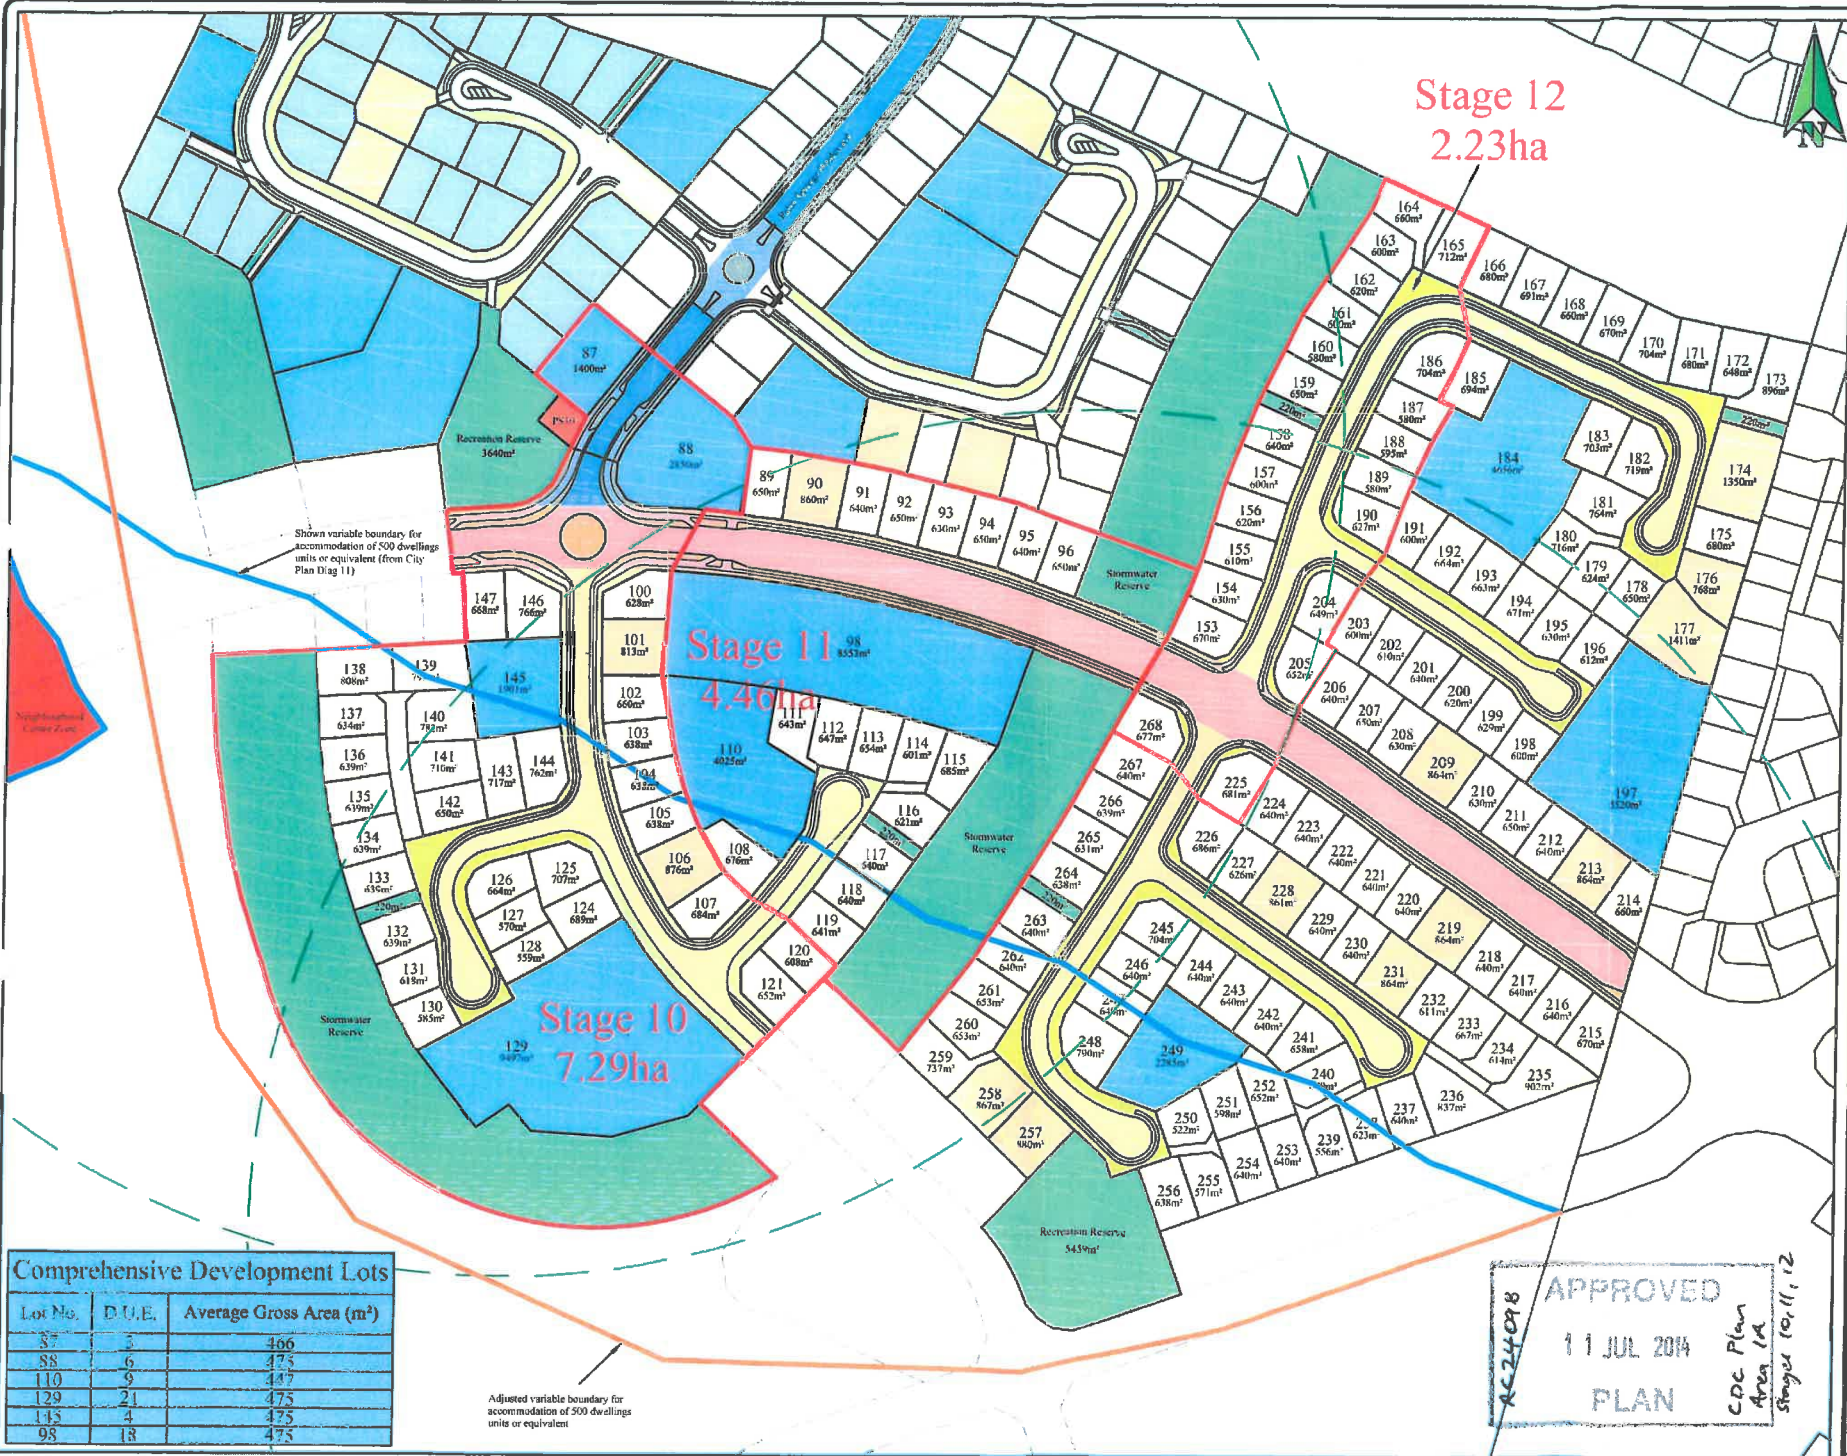 Stage 12
2.23ha
N
164
660m²
163
600m²
165
712m²
162
620m²
161
160
580m²
159
650m²
220m²
158
640m²
157
600m²
156
620m²
155
610m²
154
630m²
153
670m²
166
680m²
167
691m²
168
660m²
169
670m²
170
704m²
171
680m²
172
648m²
173
896m²
220m²
186
704m²
185
694m²
187
580m²
188
595m²
189
580m²
190
627m²
184
183
703m²
182
719m²
174
1350m²
181
764m²
180
716m²
175
680m²
179
624m²
178
650m²
176
768m²
177
1411m²
191
600m²
192
664m²
193
663m²
194
671m²
195
630m²
196
612m²
197
204
649m²
203
600m²
202
610m²
201
640m²
200
620m²
199
629m²
198
600m²
205
652m²
206
640m²
207
650m²
208
630m²
209
864m²
210
630m²
211
650m²
212
640m²
213
864m²
214
660m²
87
1400m²
88
Recreation Reserve
3640m²
89
650m²
90
860m²
91
640m²
92
650m²
93
630m²
94
650m²
95
640m²
96
650m²
Stormwater
Reserve
Shown variable boundary for
accommodation of 500 dwellings
units or equivalent (from City
Plan Diag 11)
147
668m²
146
766m²
100
628m²
101
813m²
102
660m²
103
638m²
104
105
638m²
106
876m²
107
684m²
108
676m²
Stage 11
4.46ha
98
8553m²
110
4025m²
111
643m²
112
647m²
113
654m²
114
601m²
115
685m²
116
621m²
220m²
117
540m²
118
640m²
119
641m²
120
608m²
121
652m²
Stormwater
Reserve
138
808m²
139
145
137
634m²
140
782m²
136
639m²
141
710m²
143
717m²
144
762m²
135
639m²
142
650m²
134
639m²
133
220m²
132
639m²
131
618m²
130
585m²
126
664m²
125
707m²
127
570m²
124
689m²
128
559m²
129
Stage 10
7.29ha
Stormwater
Reserve
Neighbourhood
Centre Zone
268
677m²
267
640m²
266
639m²
265
631m²
264
638m²
220m²
263
640m²
262
640m²
261
653m²
260
653m²
259
737m²
258
867m²
257
225
681m²
224
640m²
223
640m²
222
640m²
221
640m²
220
640m²
219
864m²
218
640m²
217
640m²
216
640m²
215
670m²
226
686m²
227
626m²
228
861m²
229
640m²
230
640m²
231
864m²
232
611m²
233
667m²
234
614m²
235
902m²
236
837m²
237
640m²
245
704m²
246
640m²
244
640m²
243
640m²
242
640m²
241
658m²
240
248
790m²
249
2285m²
250
522m²
251
598m²
252
652m²
253
640m²
239
556m²
623m²
254
640m²
255
571m²
256
638m²
Recreation Reserve
5459m²
Comprehensive Development Lots
Lot No. D.U.E. Average Gross Area (m²)
87 3 466
88 6 475
110 9 447
129 21 475
145 4 475
98 18 475
Adjusted variable boundary for
accommodation of 500 dwellings
units or equivalent
APPROVED
11 JUL 2014
PLAN
CDC Plan
Area 1A
Stages 10, 11, 12